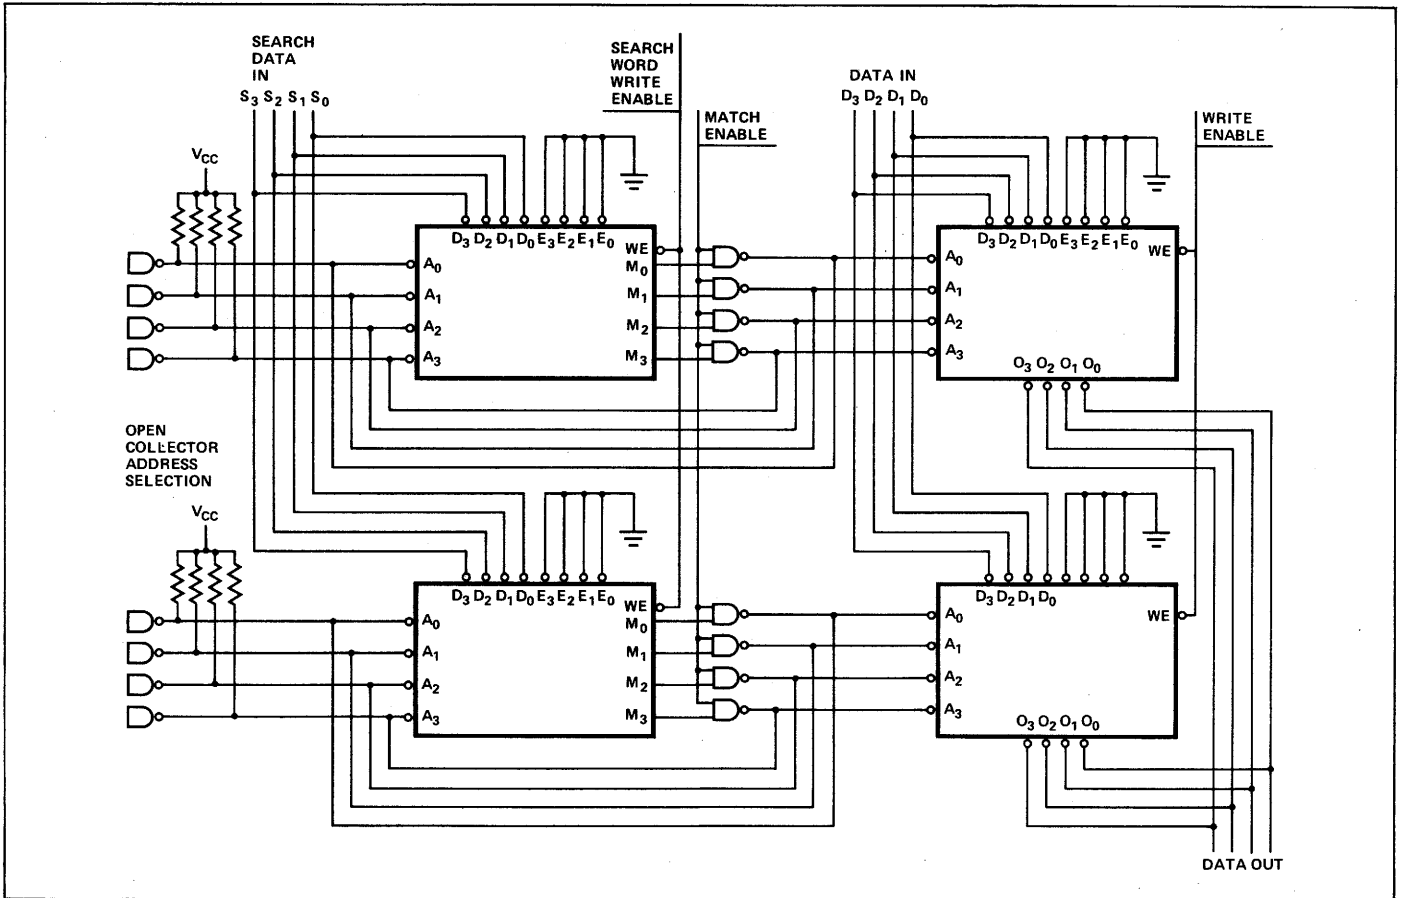 SEARCH
DATA
IN
S3 S2 S1 S0
SEARCH
WORD
WRITE
ENABLE
MATCH
ENABLE
DATA IN
D3 D2 D1 D0
WRITE
ENABLE
VCC
D3 D2 D1 D0 E3 E2 E1 E0
WE
A0
A1
A2
A3
M0
M1
M2
M3
D3 D2 D1 D0 E3 E2 E1 E0
WE
A0
A1
A2
A3
O3 O2 O1 O0
OPEN
COLLECTOR
ADDRESS
SELECTION
VCC
D3 D2 D1 D0 E3 E2 E1 E0
WE
A0
A1
A2
A3
M0
M1
M2
M3
D3 D2 D1 D0
WE
A0
A1
A2
A3
O3 O2 O1 O0
DATA OUT